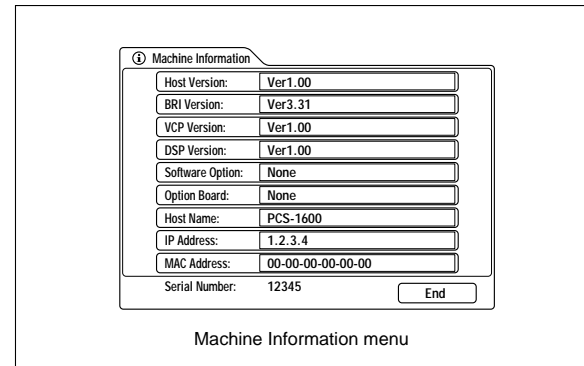 Machine Information
Host Version: Ver1.00
BRI Version: Ver3.31
VCP Version: Ver1.00
DSP Version: Ver1.00
Software Option: None
Option Board: None
Host Name: PCS-1600
IP Address: 1.2.3.4
MAC Address: 00-00-00-00-00-00
Serial Number: 12345
End
Machine Information menu